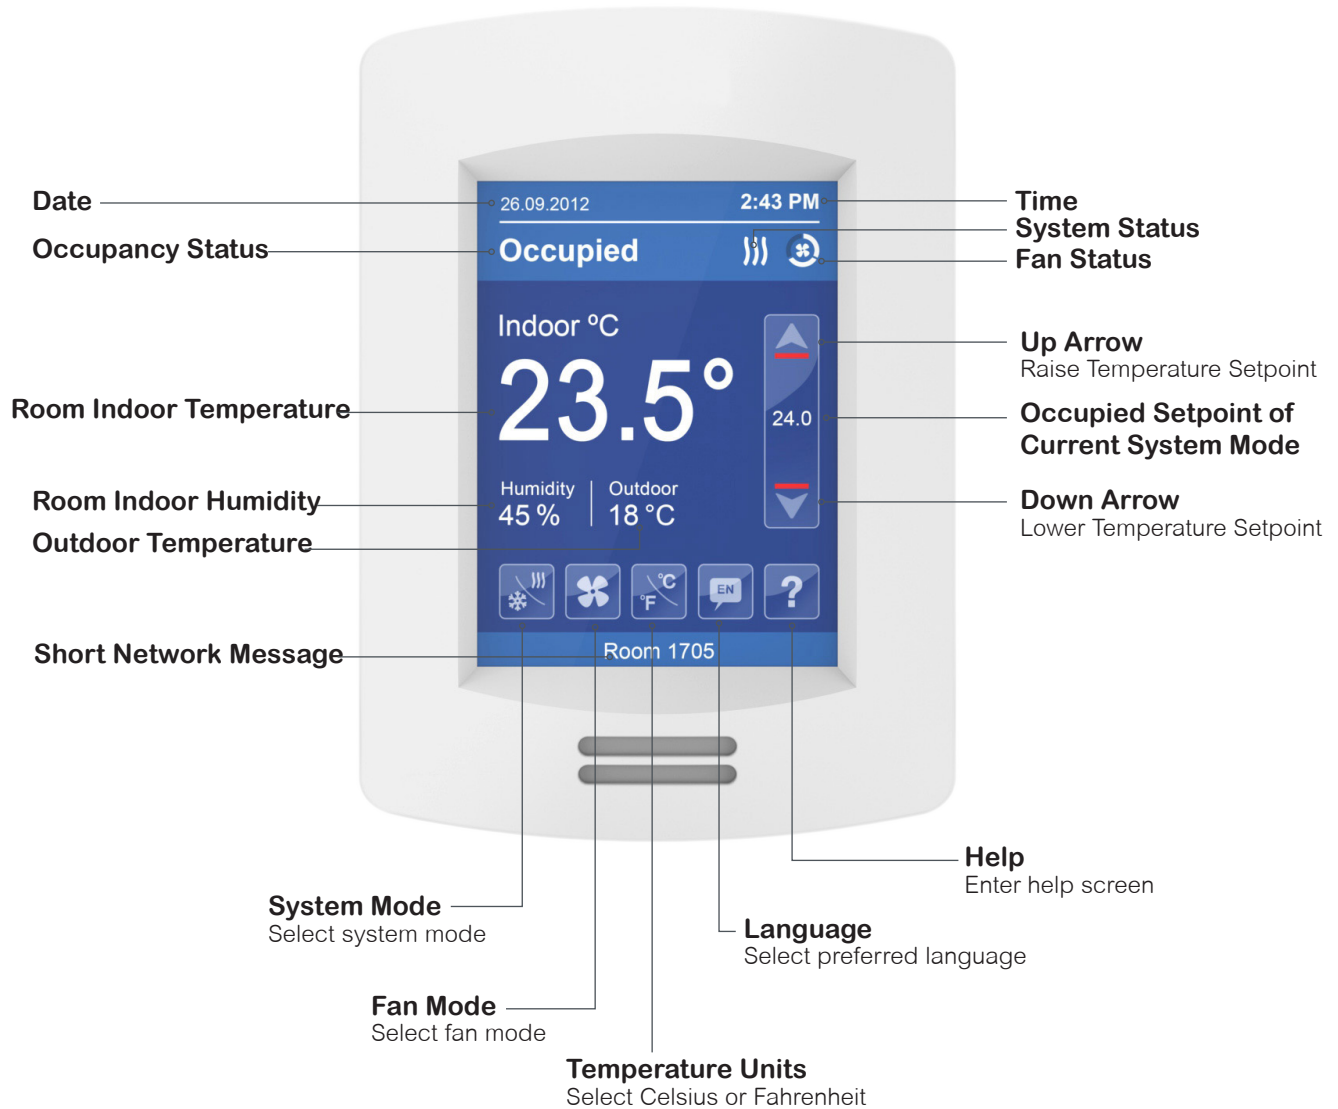 Date
26.09.2012
2:43 PM
Time
System Status
Occupancy Status
Occupied
Fan Status
Indoor ºC
Up Arrow
Raise Temperature Setpoint
Room Indoor Temperature
23.5°
24.0
Occupied Setpoint of
Current System Mode
Room Indoor Humidity
Humidity
45 %
Outdoor
18 °C
Down Arrow
Lower Temperature Setpoint
Outdoor Temperature
°C
°F
EN
?
Short Network Message
Room 1705
Help
Enter help screen
System Mode
Select system mode
Language
Select preferred language
Fan Mode
Select fan mode
Temperature Units
Select Celsius or Fahrenheit